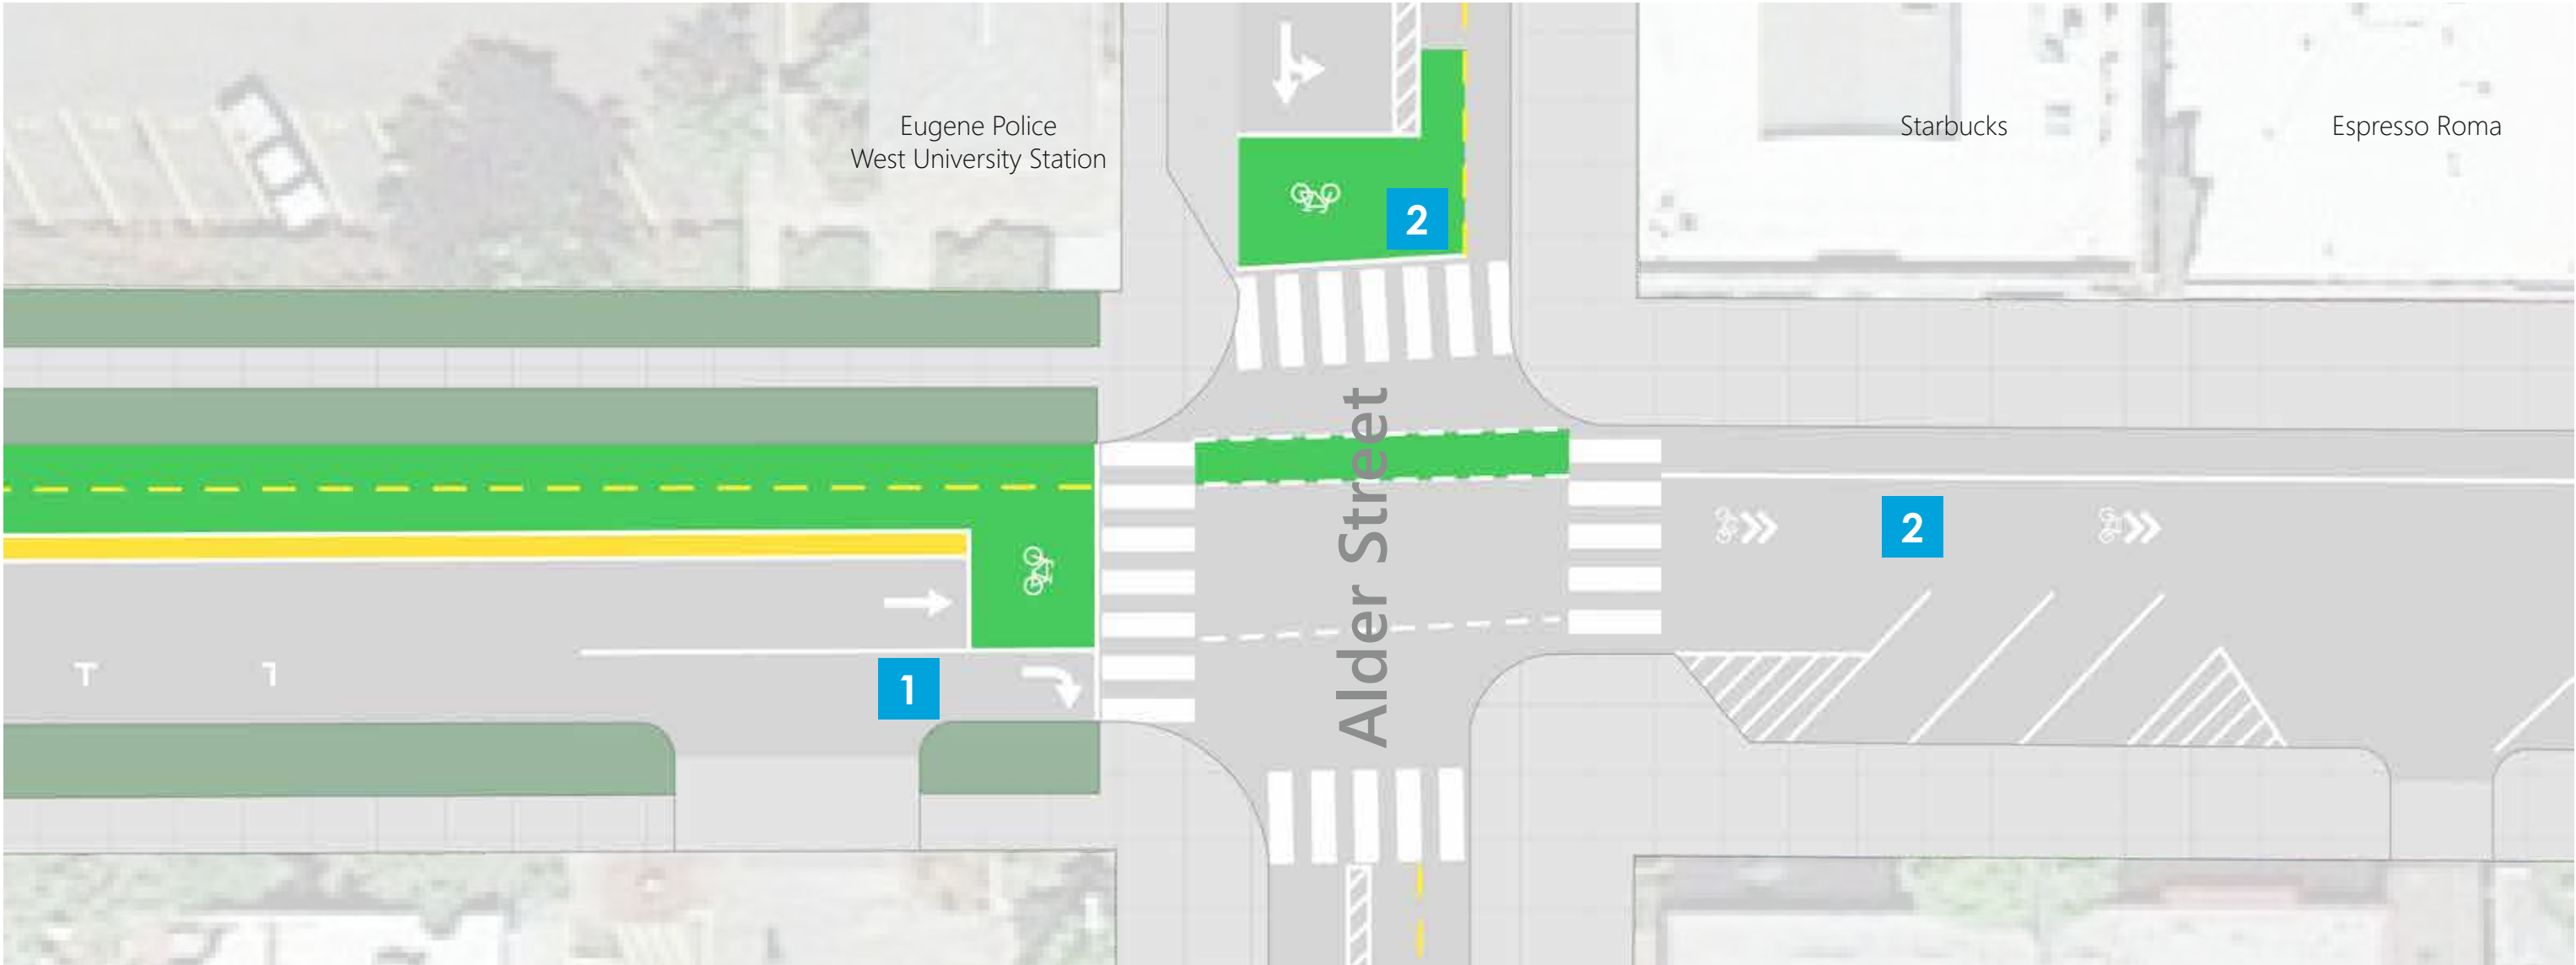 Eugene Police
West University Station
Starbucks
Espresso Roma
2
Alder Street
2
1